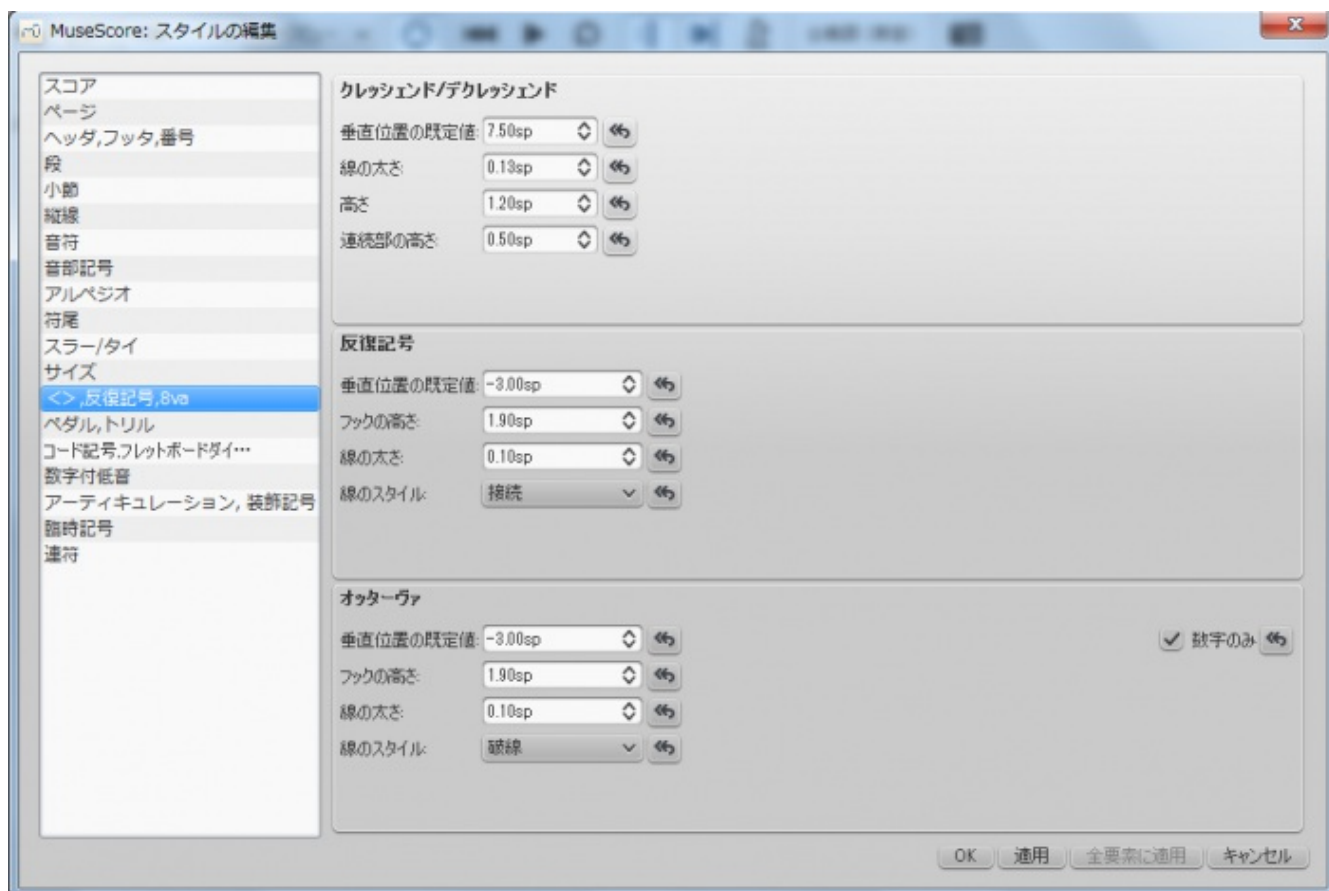 MuseScore: スタイルの編集
スコア
ページ
ヘッダ,フッタ,番号
段
小節
縦線
音符
音部記号
アルペジオ
符尾
スラー/タイ
サイズ
<>,反復記号,8va
ペダル,トリル
コード記号,フレットボードダイ…
数字付低音
アーティキュレーション, 装飾記号
臨時記号
連符
クレッシェンド/デクレッシェンド
垂直位置の既定値: 7.50sp
線の太さ: 0.13sp
高さ 1.20sp
連続部の高さ: 0.50sp
反復記号
垂直位置の既定値: -3.00sp
フックの高さ: 1.90sp
線の太さ: 0.10sp
線のスタイル: 接続
オッターヴァ
垂直位置の既定値: -3.00sp 数字のみ
フックの高さ: 1.90sp
線の太さ: 0.10sp
線のスタイル: 破線
OK 適用 全要素に適用 キャンセル